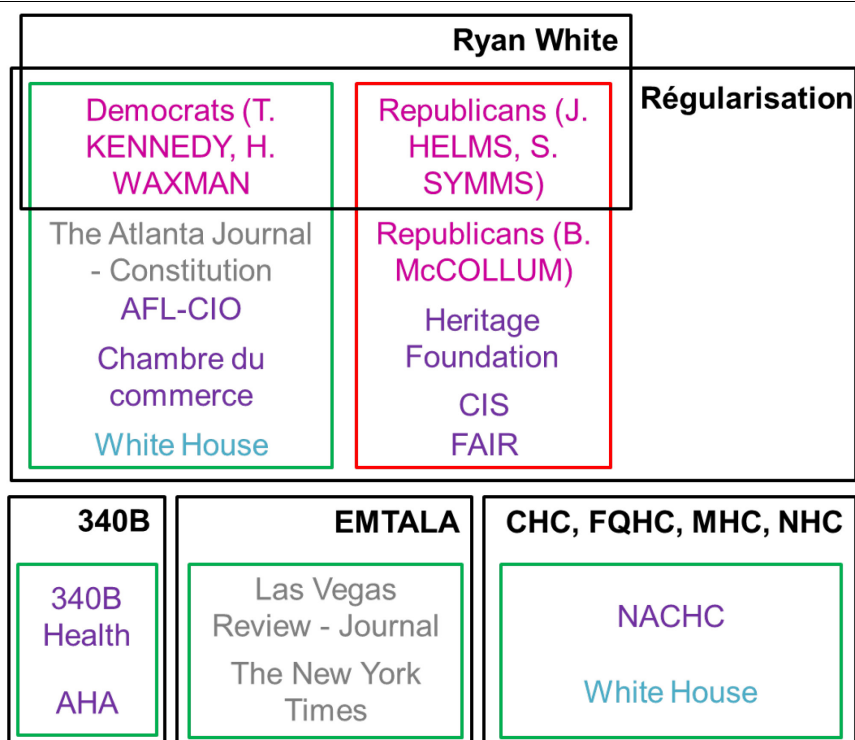 Ryan White
Régularisation
Democrats (T.
KENNEDY, H.
WAXMAN
Republicans (J.
HELMS, S.
SYMMS)
The Atlanta Journal
- Constitution
AFL-CIO
Chambre du
commerce
White House
Republicans (B.
McCOLLUM)
Heritage
Foundation
CIS
FAIR
340B
340B
Health
AHA
EMTALA
Las Vegas
Review - Journal
The New York
Times
CHC, FQHC, MHC, NHC
NACHC
White House